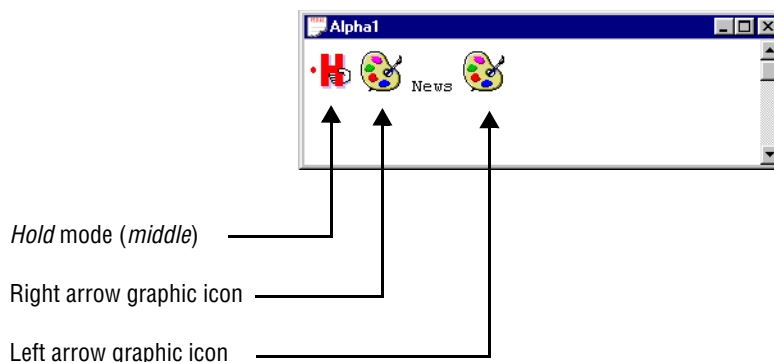 Alpha1
H
News
Hold mode (middle)
Right arrow graphic icon
Left arrow graphic icon